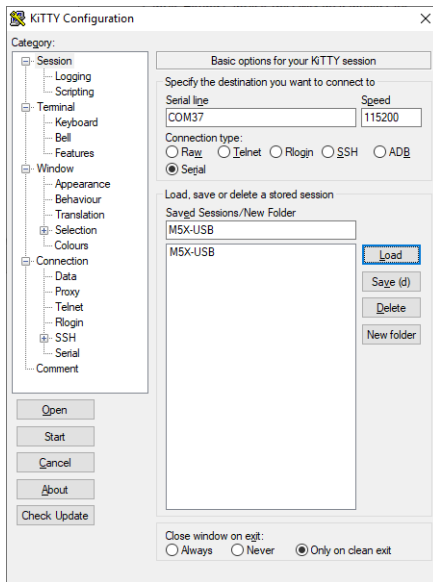 KiTTY Configuration
Category:
Session
Logging
Scripting
Terminal
Keyboard
Bell
Features
Window
Appearance
Behaviour
Translation
Selection
Colours
Connection
Data
Proxy
Telnet
Rlogin
SSH
Serial
Comment
Open
Start
Cancel
About
Check Update
Basic options for your KiTTY session
Specify the destination you want to connect to
Serial line Speed
COM37 115200
Connection type:
Raw Telnet Rlogin SSH ADB
Serial
Load, save or delete a stored session
Saved Sessions/New Folder
M5X-USB
M5X-USB
Load
Save (d)
Delete
New folder
Close window on exit:
Always Never Only on clean exit